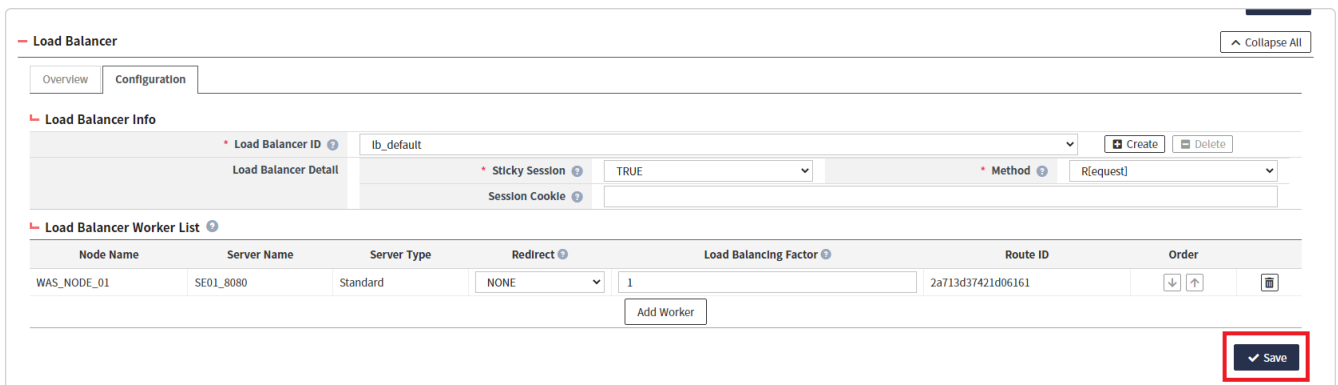 Load Balancer
Collapse All
Overview Configuration
Load Balancer Info
* Load Balancer ID ? lb_default Create Delete
Load Balancer Detail * Sticky Session ? TRUE * Method ? R[equest]
Session Cookie ?
Load Balancer Worker List ?
Node Name Server Name Server Type Redirect ? Load Balancing Factor ? Route ID Order
WAS_NODE_01 SE01_8080 Standard NONE 1 2a713d37421d06161
Add Worker
Save